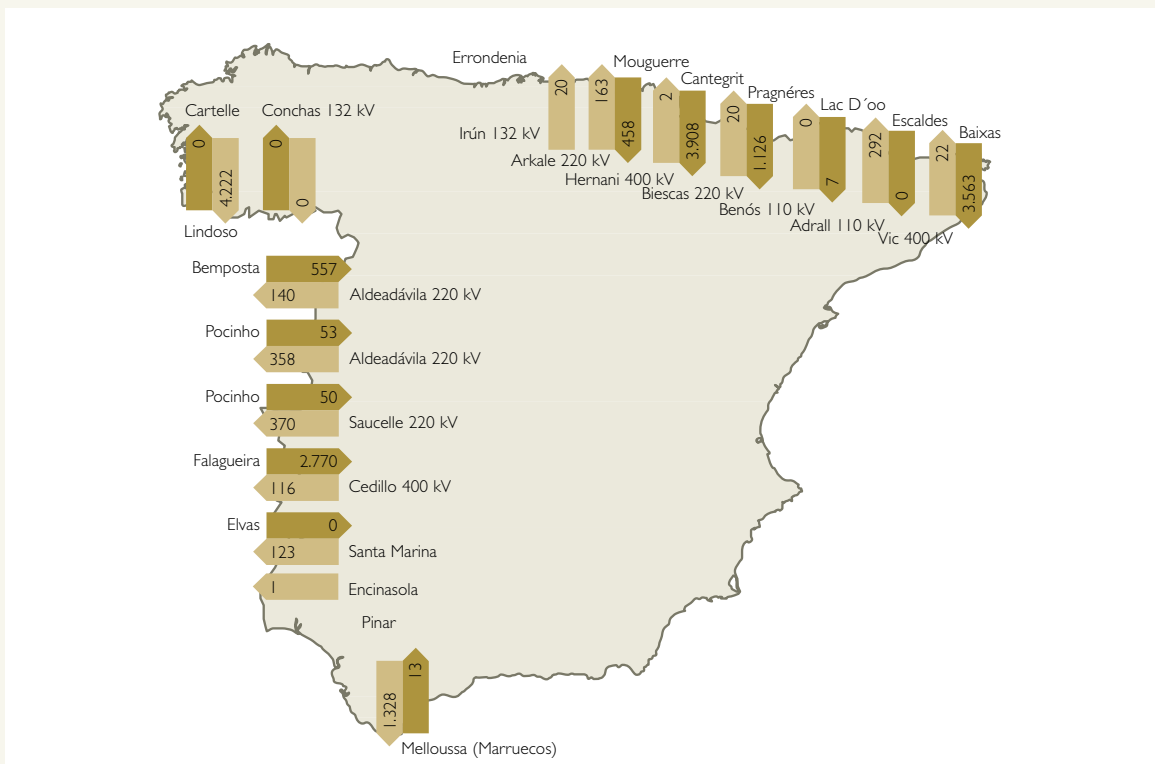 Errondenia
Mouguerre
Cantegrit
Pragnéres
Lac D´oo
Escaldes
Baixas
20
163
458
2
3.908
20
1.126
0
7
292
0
22
3.563
Irún 132 kV
Arkale 220 kV
Hernani 400 kV
Biescas 220 kV
Benós 110 kV
Adrall 110 kV
Vic 400 kV
Cartelle
Conchas 132 kV
0
4.222
0
0
Lindoso
Bemposta
557
140
Aldeadávila 220 kV
Pocinho
53
358
Aldeadávila 220 kV
Pocinho
50
370
Saucelle 220 kV
Falagueira
2.770
116
Cedillo 400 kV
Elvas
0
123
Santa Marina
1
Encinasola
Pinar
1.328
13
Melloussa (Marruecos)